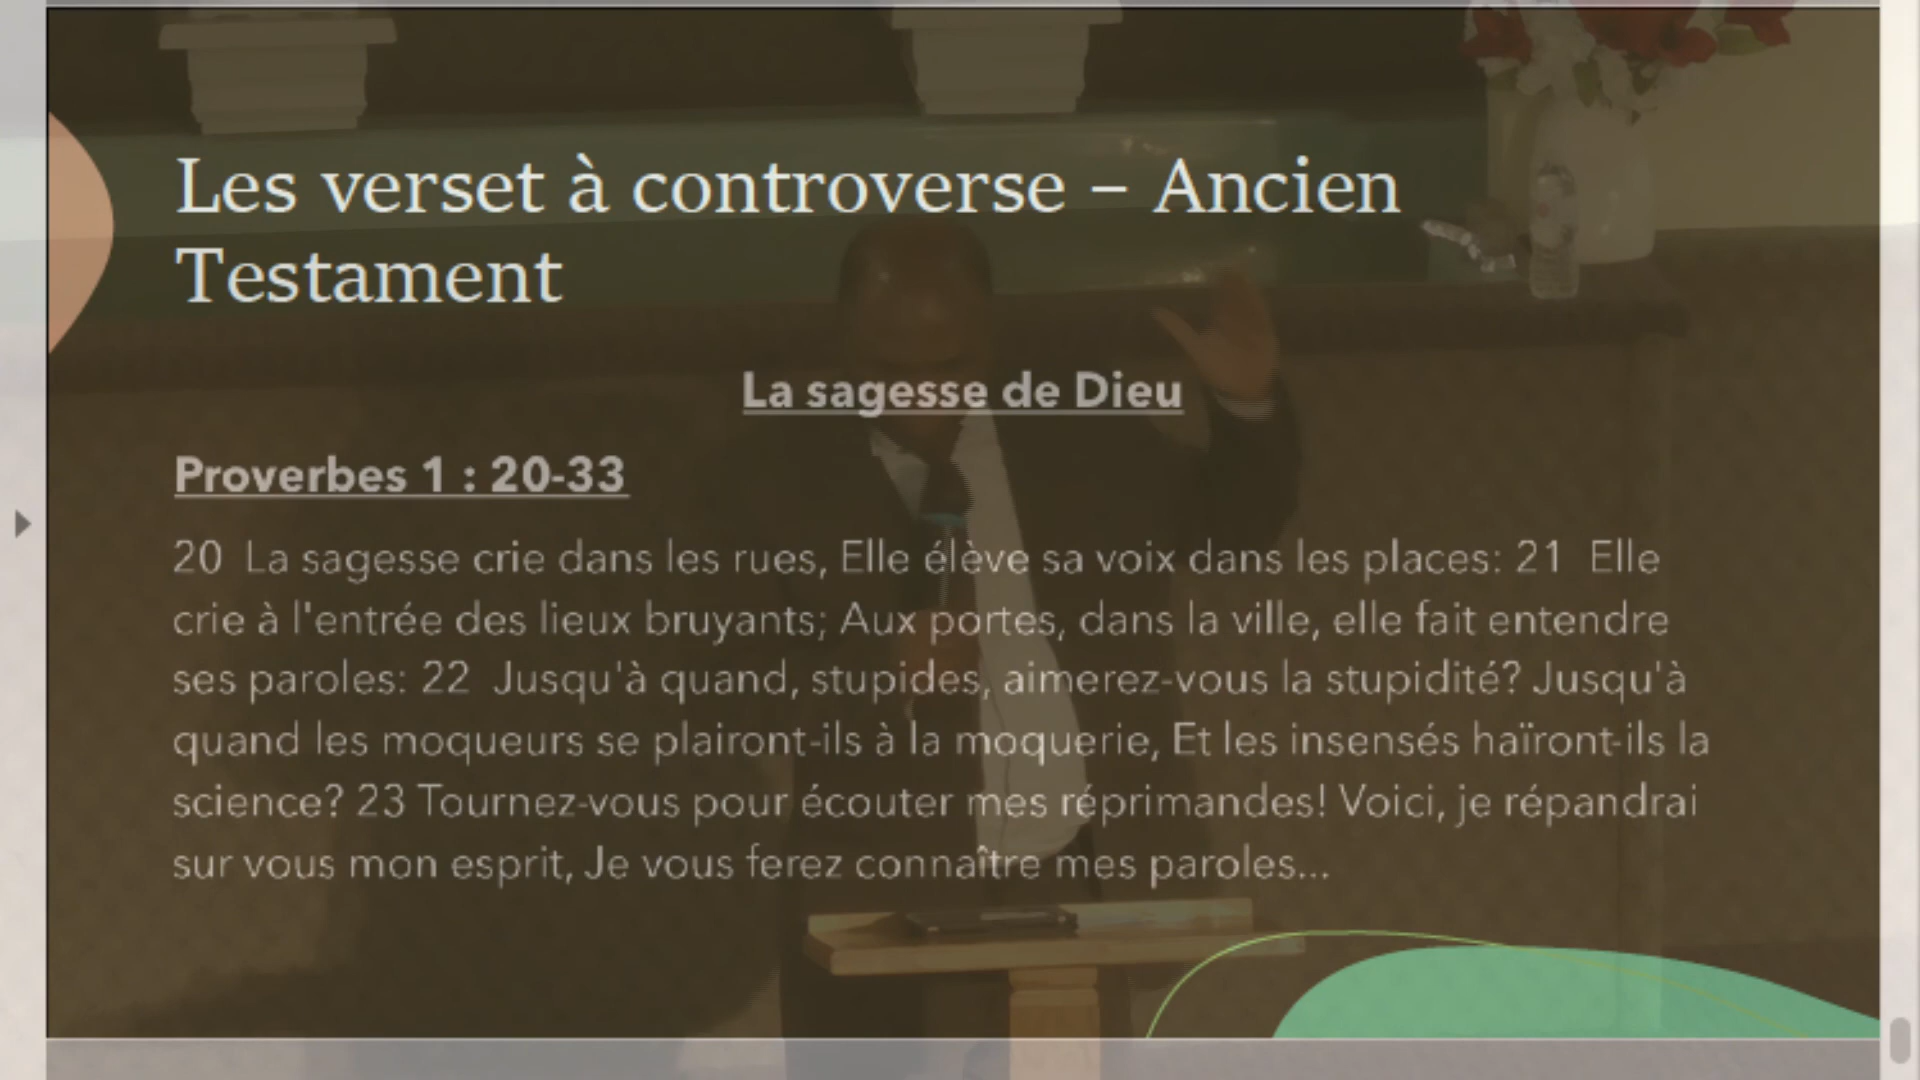 Les verset à controverse – Ancien
Testament
La sagesse de Dieu
Proverbes 1 : 20-33
20  La sagesse crie dans les rues, Elle élève sa voix dans les places: 21  Elle
crie à l'entrée des lieux bruyants; Aux portes, dans la ville, elle fait entendre
ses paroles: 22  Jusqu'à quand, stupides, aimerez-vous la stupidité? Jusqu'à
quand les moqueurs se plairont-ils à la moquerie, Et les insensés haïront-ils la
science? 23 Tournez-vous pour écouter mes réprimandes! Voici, je répandrai
sur vous mon esprit, Je vous ferez connaître mes paroles...